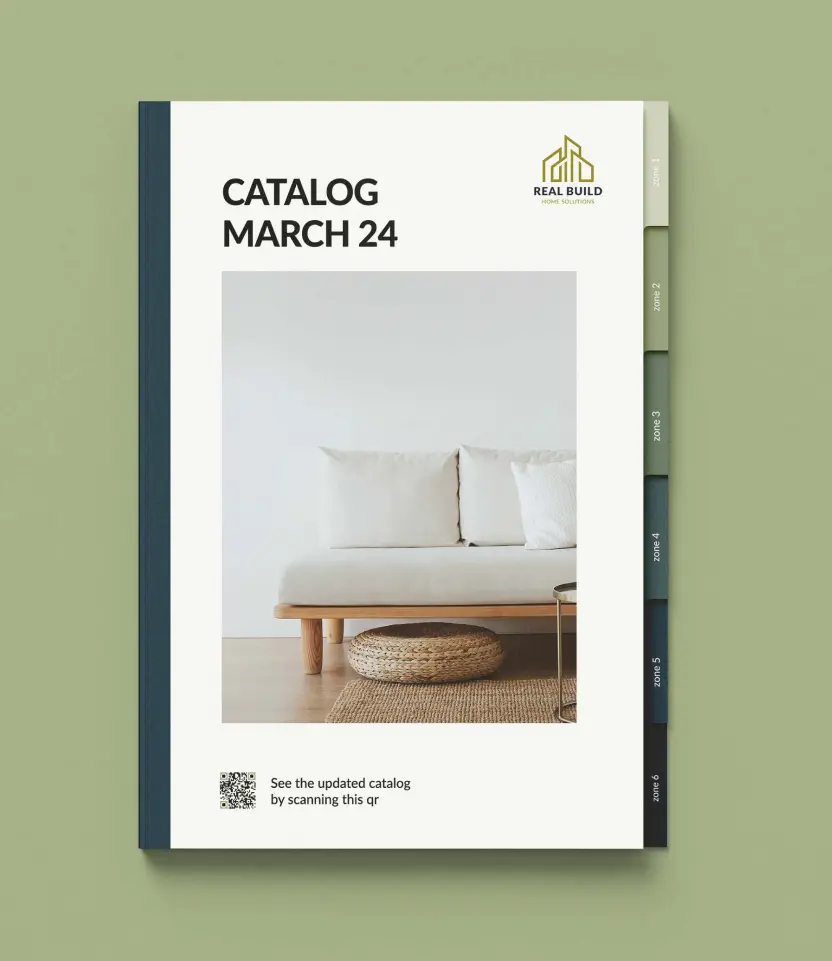 CATALOG
MARCH 24
REAL BUILD
HOME SOLUTIONS
zone 1
zone 2
zone 3
zone 4
zone 5
zone 6
See the updated catalog
by scanning this qr